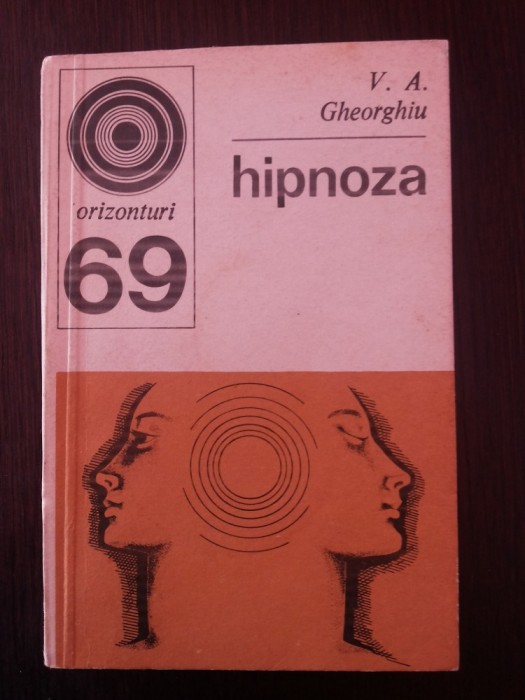 V. A.
Gheorghiu
hipnoza
orizonturi
69